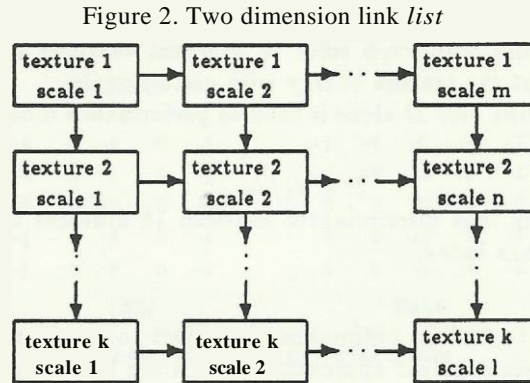 Figure 2. Two dimension link list
texture 1
scale 1
texture 1
scale 2
texture 1
scale m
texture 2
scale 1
texture 2
scale 2
texture 2
scale n
texture k
scale 1
texture k
scale 2
texture k
scale l